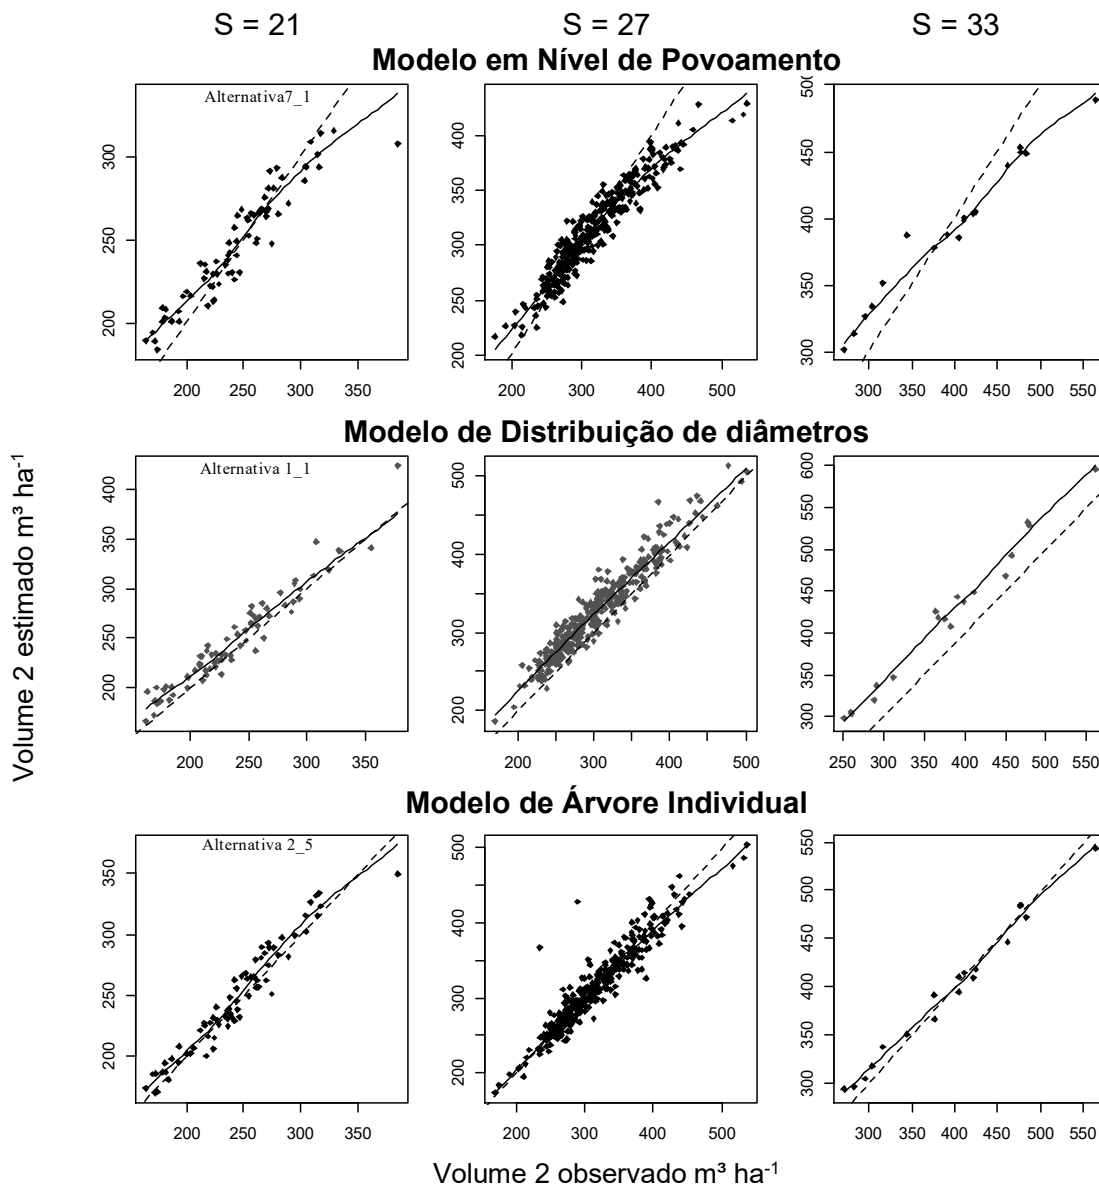 S = 21 S = 27 S = 33
Modelo em Nível de Povoamento
Alternativa7_1
200 250 300
200 250 300 350
200 250 300 350 400
200 300 400 500
300 350 400 450 500
300 350 400 450 500 550
Modelo de Distribuição de diâmetros
Alternativa 1_1
200 250 300 350 400
200 250 300 350
200 300 400 500
200 300 400 500
300 350 400 450 500 550 600
250 300 350 400 450 500 550
Modelo de Árvore Individual
Alternativa 2_5
200 250 300 350
200 250 300 350
200 300 400 500
200 300 400 500
300 350 400 450 500 550
300 350 400 450 500 550
Volume 2 estimado m³ ha⁻¹
Volume 2 observado m³ ha⁻¹